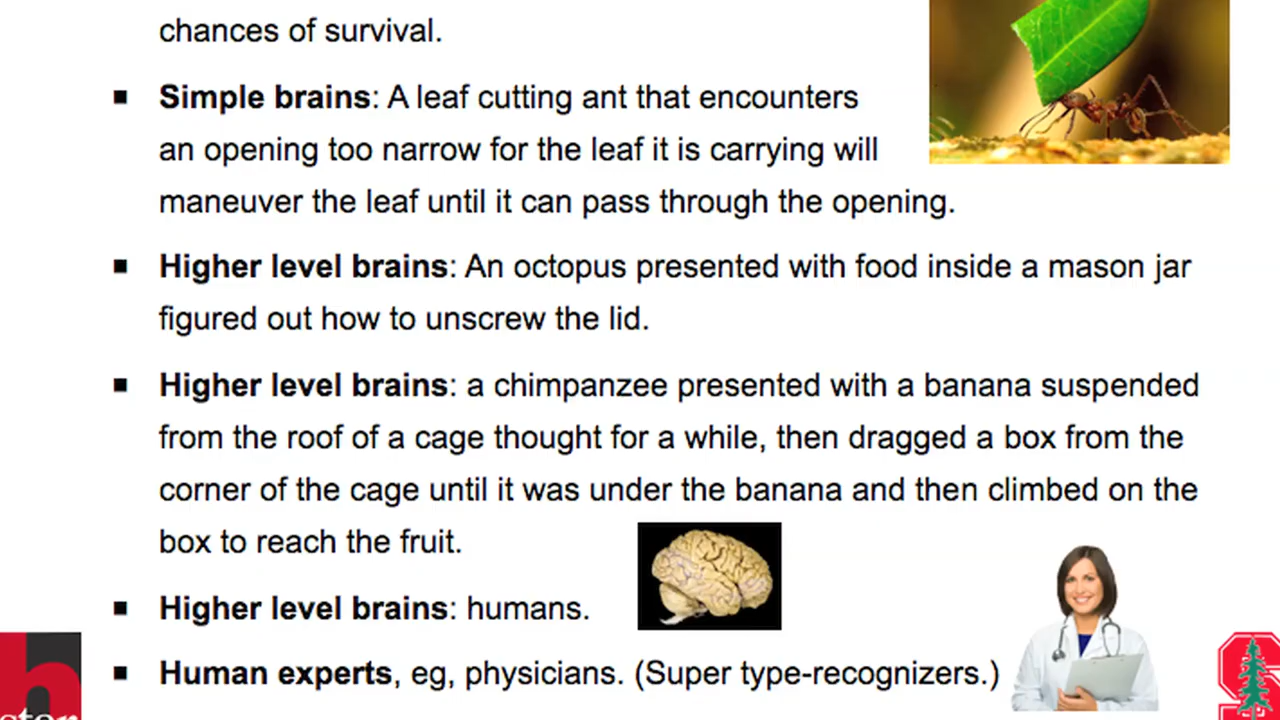 chances of survival.
▪ Simple brains: A leaf cutting ant that encounters
an opening too narrow for the leaf it is carrying will
maneuver the leaf until it can pass through the opening.
▪ Higher level brains: An octopus presented with food inside a mason jar
figured out how to unscrew the lid.
▪ Higher level brains: a chimpanzee presented with a banana suspended
from the roof of a cage thought for a while, then dragged a box from the
corner of the cage until it was under the banana and then climbed on the
box to reach the fruit.
▪ Higher level brains: humans.
▪ Human experts, eg, physicians. (Super type-recognizers.)